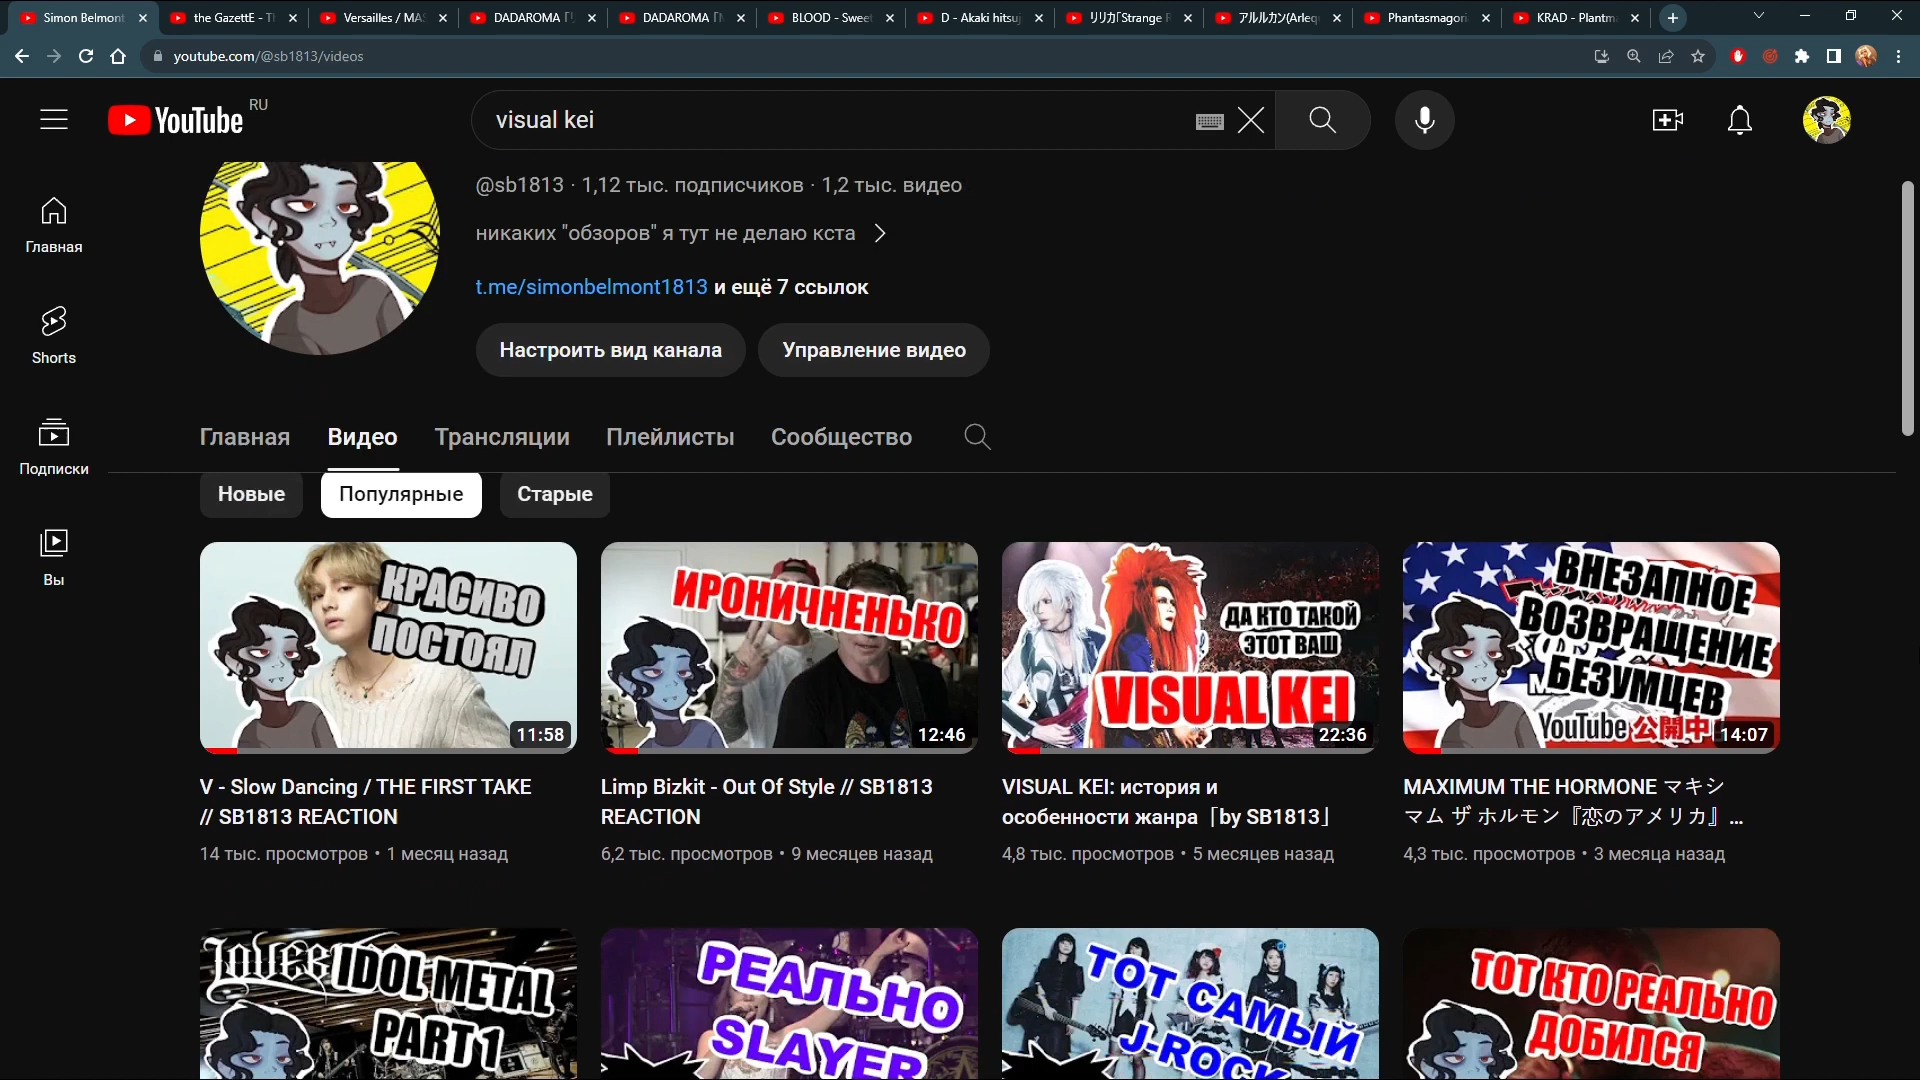 Simon Belmont
the GazettE - T
Versailles / MAS
DADAROMA
DADAROMA
BLOOD - Sweet
D - Akaki hitsuj
リリカ「Strange
アルルカン(Arleq
Phantasmagori
KRAD - Plantm
youtube.com/@sb1813/videos
YouTube RU
visual kei
@sb1813 · 1,12 тыс. подписчиков · 1,2 тыс. видео
никаких "обзоров" я тут не делаю кста
t.me/simonbelmont1813 и ещё 7 ссылок
Настроить вид канала
Управление видео
Главная
Shorts
Подписки
Вы
Главная
Видео
Трансляции
Плейлисты
Сообщество
Новые
Популярные
Старые
КРАСИВО
ПОСТОЯЛ
11:58
ИРОНИЧНЕНЬКО
12:46
ДА КТО ТАКОЙ
ЭТОТ ВАШ
VISUAL KEI
22:36
ВНЕЗАПНОЕ
ВОЗВРАЩЕНИЕ
БЕЗУМЦЕВ
YouTube 公開中
14:07
V - Slow Dancing / THE FIRST TAKE
// SB1813 REACTION
14 тыс. просмотров • 1 месяц назад
Limp Bizkit - Out Of Style // SB1813
REACTION
6,2 тыс. просмотров • 9 месяцев назад
VISUAL KEI: история и
особенности жанра「by SB1813」
4,8 тыс. просмотров • 5 месяцев назад
MAXIMUM THE HORMONE マキシ
マム ザ ホルモン『恋のアメリカ』...
4,3 тыс. просмотров • 3 месяца назад
LOVEBITES
IDOL METAL
PART 1
РЕАЛЬНО
SLAYER
ТОТ САМЫЙ
J-ROCK
ТОТ КТО РЕАЛЬНО
ДОБИЛСЯ